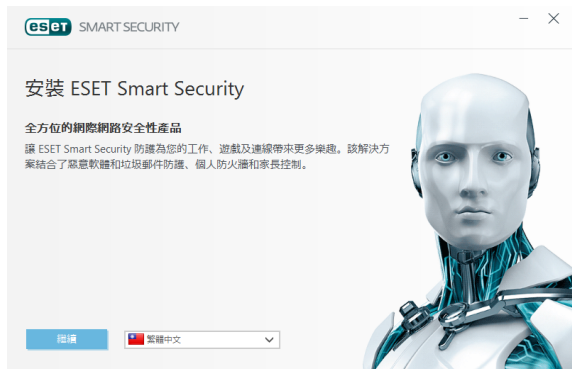 eset SMART SECURITY
安裝 ESET Smart Security
全方位的網際網路安全性產品
讓 ESET Smart Security 防護為您的工作、遊戲及連線帶來更多樂趣。該解決方
案結合了惡意軟體和垃圾郵件防護、個人防火牆和家長控制。
繼續
繁體中文